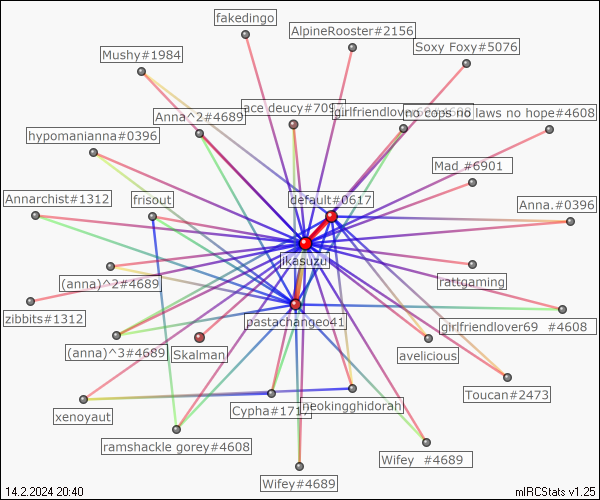 fakedingo
AlpineRooster#2156
Soxy Foxy#5076
Mushy#1984
Anna^2#4689
ace deucy#709
girlfriendlover69
no cops no laws no hope#4608
hypomanianna#0396
Mad #6901
Annarchist#1312
frisout
default#0617
Anna.#0396
ikasuzu
(anna)^2#4689
rattgaming
zibbits#1312
pastachangeo41
girlfriendlover69 #4608
(anna)^3#4689
Skalman
avelicious
Toucan#2473
xenoyaut
Cypha#171
neokingghidorah
ramshackle gorey#4608
Wifey #4689
Wifey#4689
14.2.2024 20:40
mIRCStats v1.25